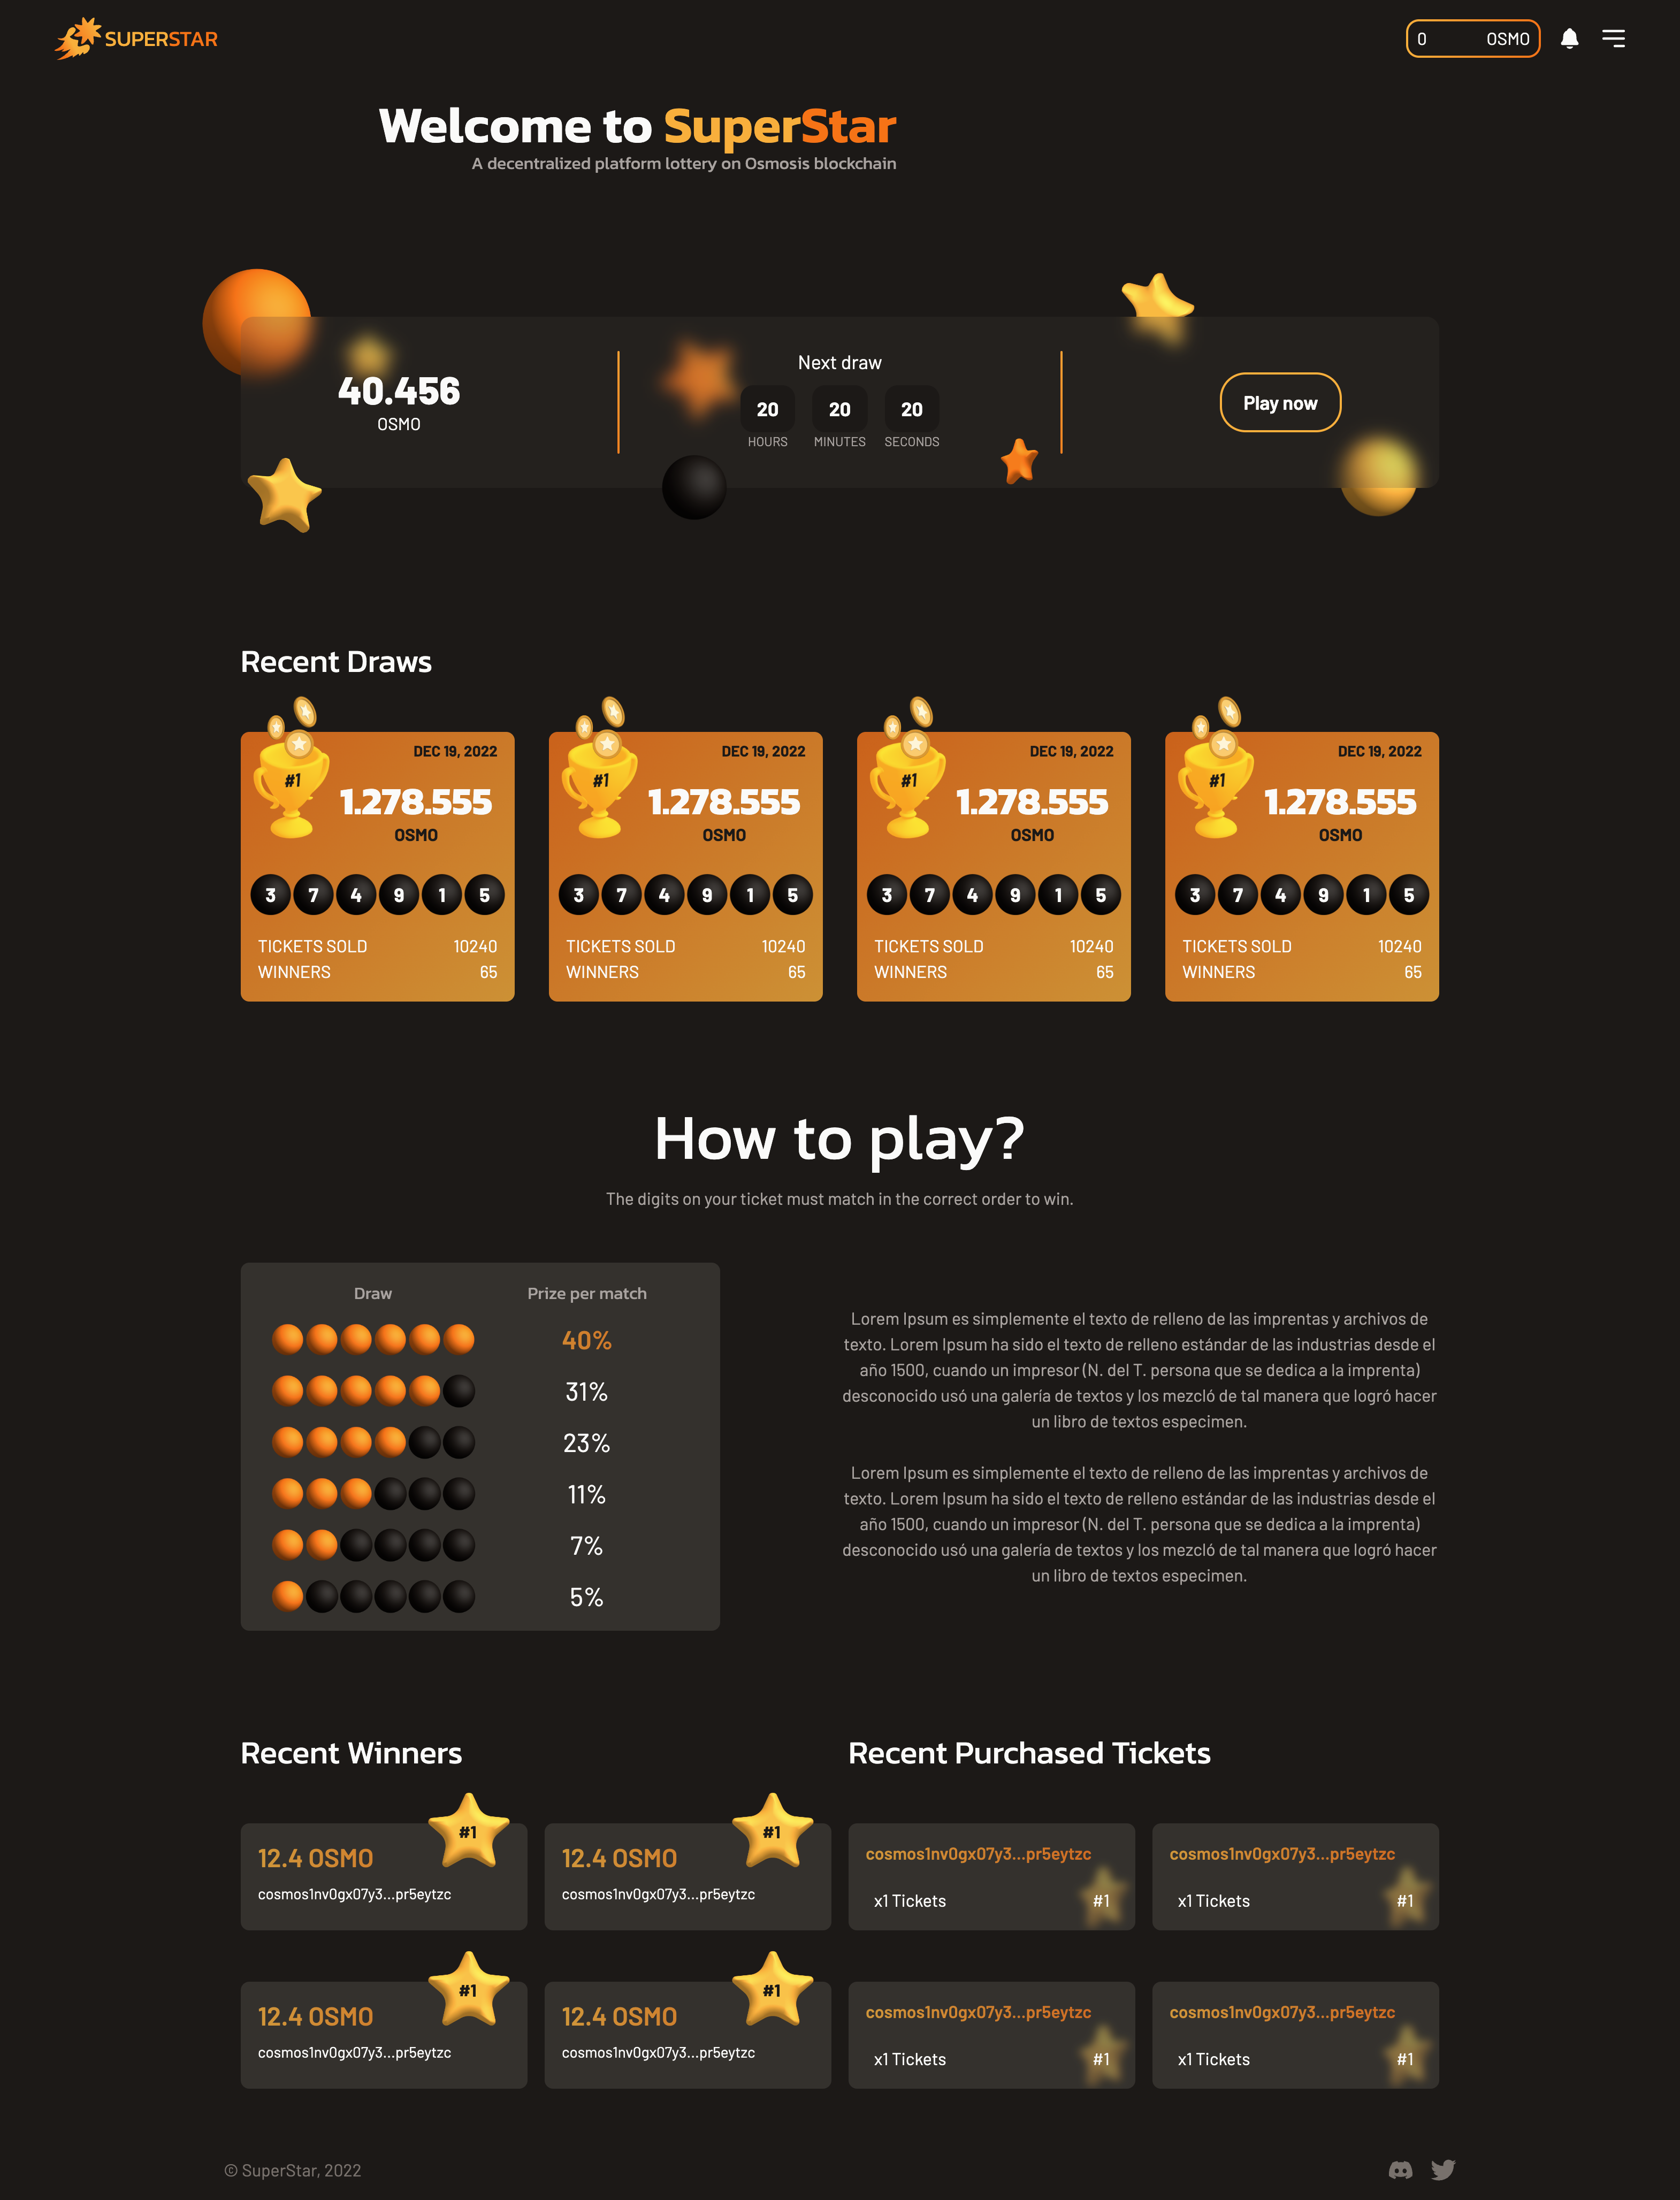 SUPERSTAR
0 OSMO
Welcome to SuperStar
A decentralized platform lottery on Osmosis blockchain
40.456
OSMO
Next draw
20 20 20
HOURS MINUTES SECONDS
Play now
Recent Draws
DEC 19, 2022
#1
1.278.555
OSMO
3 7 4 9 1 5
TICKETS SOLD 10240
WINNERS 65
DEC 19, 2022
#1
1.278.555
OSMO
3 7 4 9 1 5
TICKETS SOLD 10240
WINNERS 65
DEC 19, 2022
#1
1.278.555
OSMO
3 7 4 9 1 5
TICKETS SOLD 10240
WINNERS 65
DEC 19, 2022
#1
1.278.555
OSMO
3 7 4 9 1 5
TICKETS SOLD 10240
WINNERS 65
How to play?
The digits on your ticket must match in the correct order to win.
Draw Prize per match
40%
31%
23%
11%
7%
5%
Lorem Ipsum es simplemente el texto de relleno de las imprentas y archivos de
texto. Lorem Ipsum ha sido el texto de relleno estándar de las industrias desde el
año 1500, cuando un impresor (N. del T. persona que se dedica a la imprenta)
desconocido usó una galería de textos y los mezcló de tal manera que logró hacer
un libro de textos especimen.
Lorem Ipsum es simplemente el texto de relleno de las imprentas y archivos de
texto. Lorem Ipsum ha sido el texto de relleno estándar de las industrias desde el
año 1500, cuando un impresor (N. del T. persona que se dedica a la imprenta)
desconocido usó una galería de textos y los mezcló de tal manera que logró hacer
un libro de textos especimen.
Recent Winners
#1
12.4 OSMO
cosmos1nv0gx07y3...pr5eytzc
#1
12.4 OSMO
cosmos1nv0gx07y3...pr5eytzc
#1
12.4 OSMO
cosmos1nv0gx07y3...pr5eytzc
#1
12.4 OSMO
cosmos1nv0gx07y3...pr5eytzc
Recent Purchased Tickets
cosmos1nv0gx07y3...pr5eytzc
x1 Tickets #1
cosmos1nv0gx07y3...pr5eytzc
x1 Tickets #1
cosmos1nv0gx07y3...pr5eytzc
x1 Tickets #1
cosmos1nv0gx07y3...pr5eytzc
x1 Tickets #1
© SuperStar, 2022